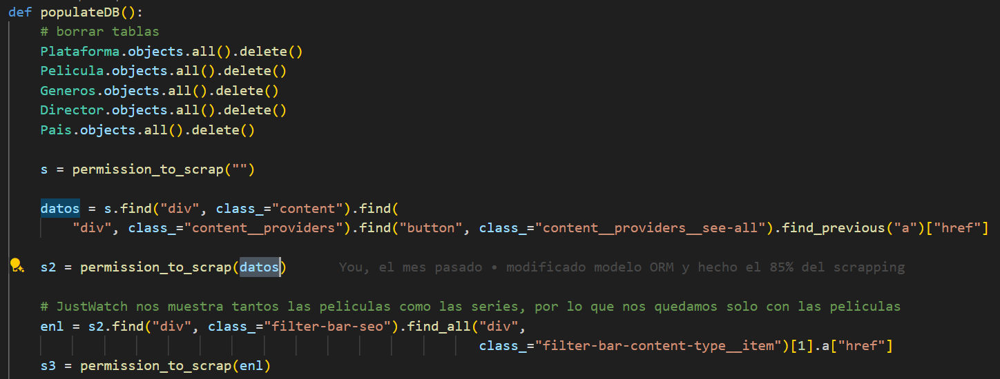 def populateDB():
# borrar tablas
Plataforma.objects.all().delete()
Pelicula.objects.all().delete()
Generos.objects.all().delete()
Director.objects.all().delete()
Pais.objects.all().delete()
s = permission_to_scrap("")
datos = s.find("div", class_="content").find(
"div", class_="content__providers").find("button", class_="content__providers__see-all").find_previous("a")["href"]
s2 = permission_to_scrap(datos) You, el mes pasado • modificado modelo ORM y hecho el 85% del scrapping
# JustWatch nos muestra tantos las peliculas como las series, por lo que nos quedamos solo con las peliculas
enl = s2.find("div", class_="filter-bar-seo").find_all("div",
class_="filter-bar-content-type__item")[1].a["href"]
s3 = permission_to_scrap(enl)